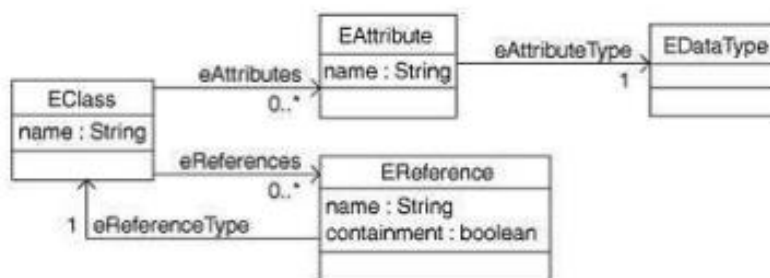 EAttribute
name : String
eAttributeType
1
EDataType
eAttributes
0..*
EClass
name : String
eReferences
0..*
EReference
name : String
containment : boolean
1
eReferenceType